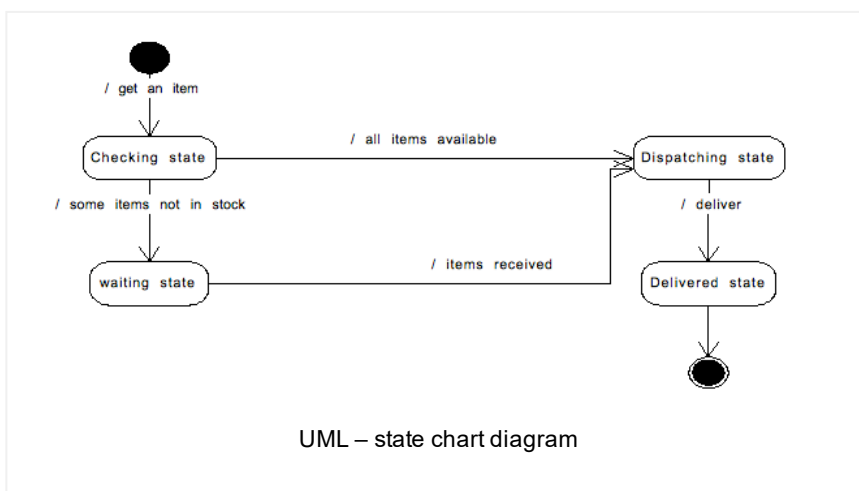 / get an item
/ all items available
Checking state
Dispatching state
/ some items not in stock
/ deliver
/ items received
waiting state
Delivered state
UML – state chart diagram